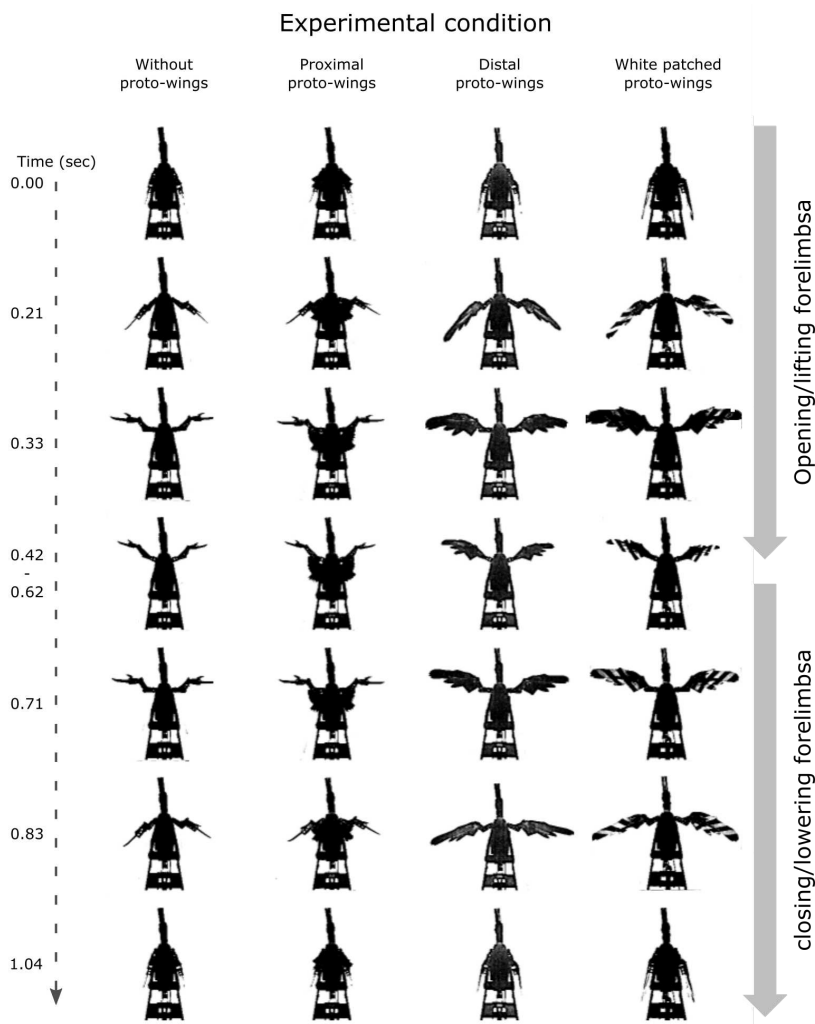 Experimental condition
Without
proto-wings
Proximal
proto-wings
Distal
proto-wings
White patched
proto-wings
Time (sec)
0.00
0.21
0.33
0.42
-
0.62
0.71
0.83
1.04
Opening/lifting forelimbsa
closing/lowering forelimbsa